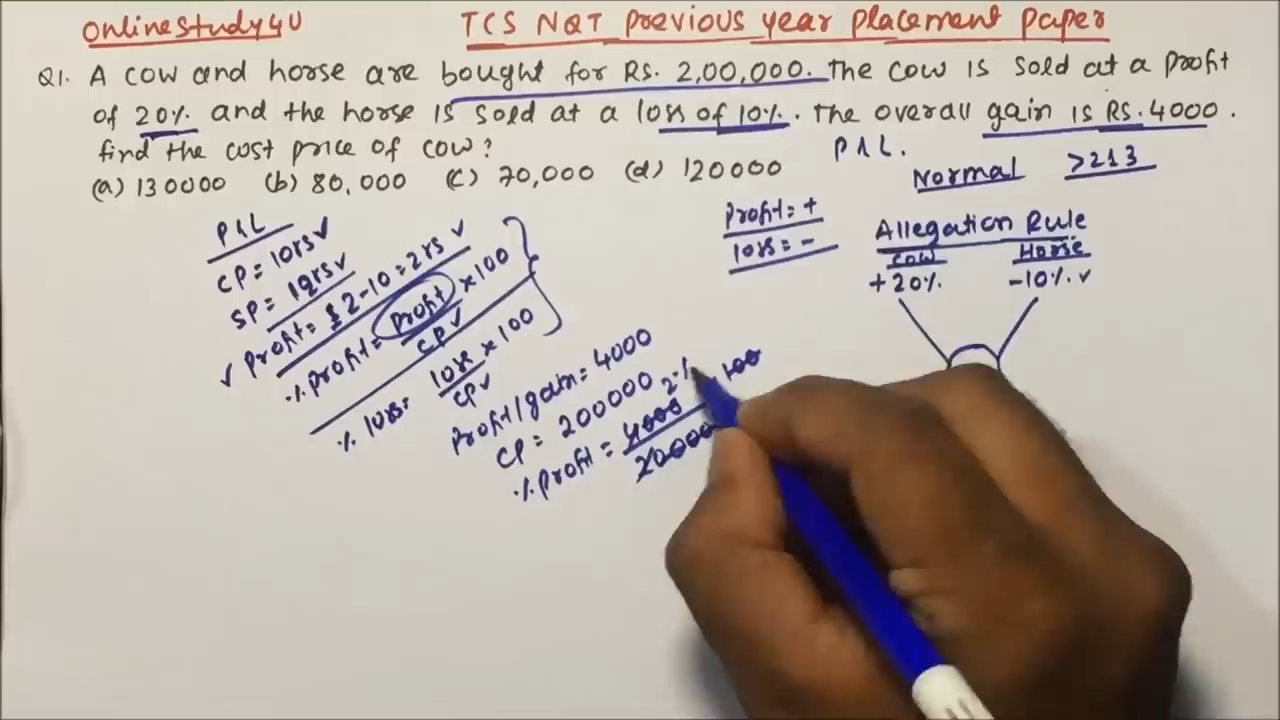 OnlineStudy4U
TCS NQT Previous year placement paper
Q1. A cow and horse are bought for RS. 2,00,000. The cow is sold at a profit
of 20% and the horse is sold at a loss of 10%. The overall gain is RS.4000.
find the cost price of cow?
(a) 130000 (b) 80,000 (c) 70,000 (d) 120000
P & L.
Normal >2&3
P&L
CP = 10rs✓
SP = 12rs✓
✓ Profit = 12-10 = 2rs ✓
% Profit = Profit/CP✓ × 100
% loss = loss/CP✓ × 100
Profit = +
loss = -
Allegation Rule
Cow Horse
+20% -10% ✓
Profit/gain = 4000
CP = 200000
2%
% Profit = 4000 100